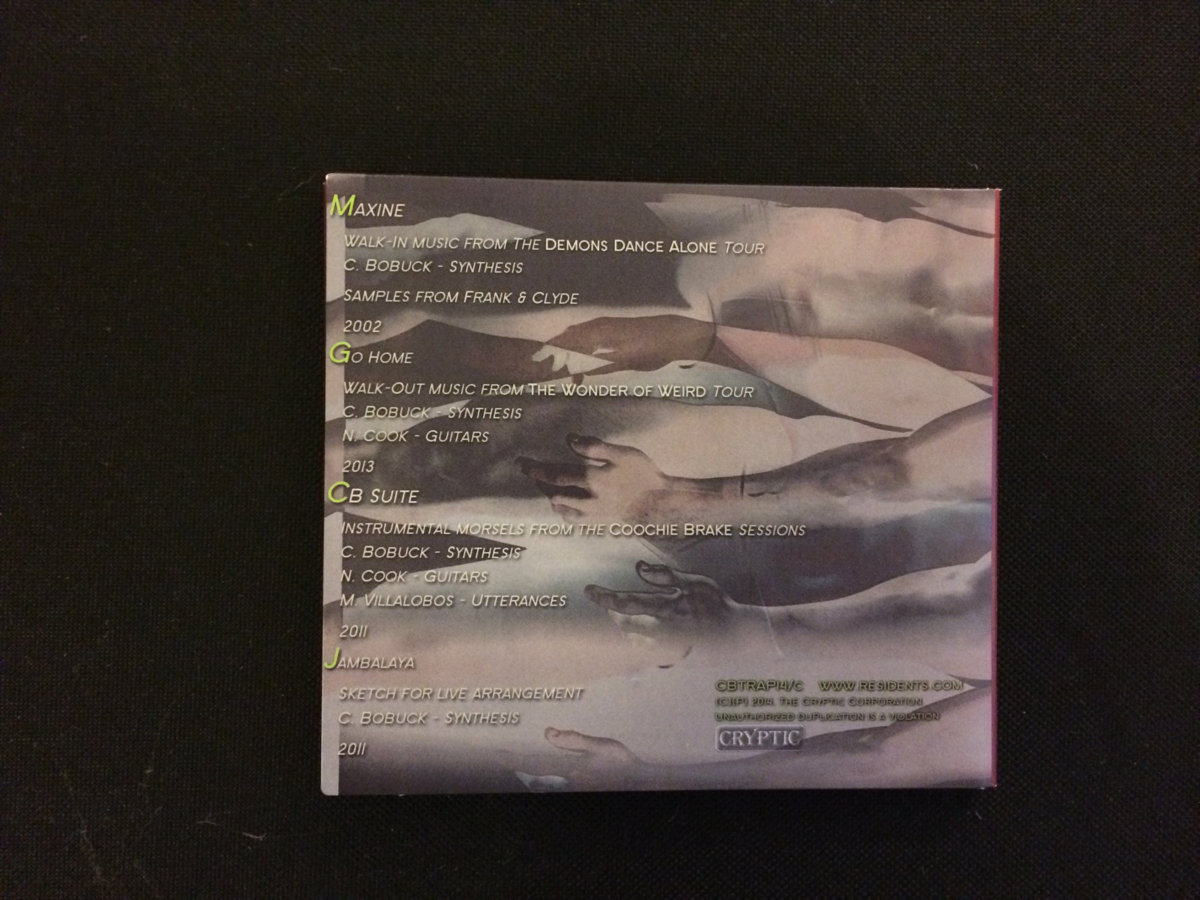 MAXINE
WALK-IN MUSIC FROM THE DEMONS DANCE ALONE TOUR
C. BOBUCK - SYNTHESIS
SAMPLES FROM FRANK & CLYDE
2002
GO HOME
WALK-OUT MUSIC FROM THE WONDER OF WEIRD TOUR
C. BOBUCK - SYNTHESIS
N. COOK - GUITARS
2013
CB SUITE
INSTRUMENTAL MORSELS FROM THE COOCHIE BRAKE SESSIONS
C. BOBUCK - SYNTHESIS
N. COOK - GUITARS
M. VILLALOBOS - UTTERANCES
2011
JAMBALAYA
SKETCH FOR LIVE ARRANGEMENT
C. BOBUCK - SYNTHESIS
2011
CBTRAP14/C WWW.RESIDENTS.COM
(C)(P) 2014. THE CRYPTIC CORPORATION
UNAUTHORIZED DUPLICATION IS A VIOLATION
CRYPTIC